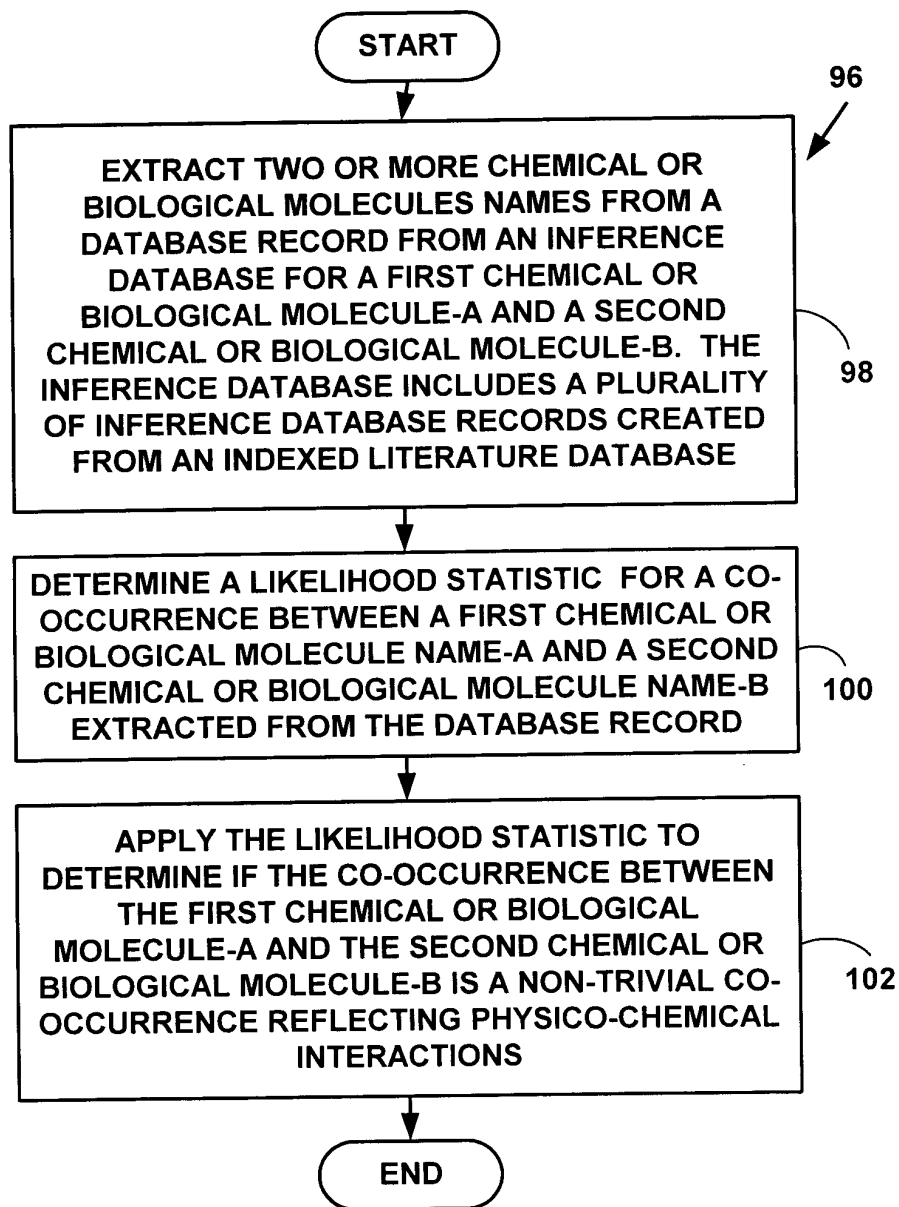 START
96
EXTRACT TWO OR MORE CHEMICAL OR
BIOLOGICAL MOLECULES NAMES FROM A
DATABASE RECORD FROM AN INFERENCE
DATABASE FOR A FIRST CHEMICAL OR
BIOLOGICAL MOLECULE-A AND A SECOND
CHEMICAL OR BIOLOGICAL MOLECULE-B. THE
INFERENCE DATABASE INCLUDES A PLURALITY
OF INFERENCE DATABASE RECORDS CREATED
FROM AN INDEXED LITERATURE DATABASE
98
DETERMINE A LIKELIHOOD STATISTIC FOR A CO-
OCCURRENCE BETWEEN A FIRST CHEMICAL OR
BIOLOGICAL MOLECULE NAME-A AND A SECOND
CHEMICAL OR BIOLOGICAL MOLECULE NAME-B
EXTRACTED FROM THE DATABASE RECORD
100
APPLY THE LIKELIHOOD STATISTIC TO
DETERMINE IF THE CO-OCCURRENCE BETWEEN
THE FIRST CHEMICAL OR BIOLOGICAL
MOLECULE-A AND THE SECOND CHEMICAL OR
BIOLOGICAL MOLECULE-B IS A NON-TRIVIAL CO-
OCCURRENCE REFLECTING PHYSICO-CHEMICAL
INTERACTIONS
102
END